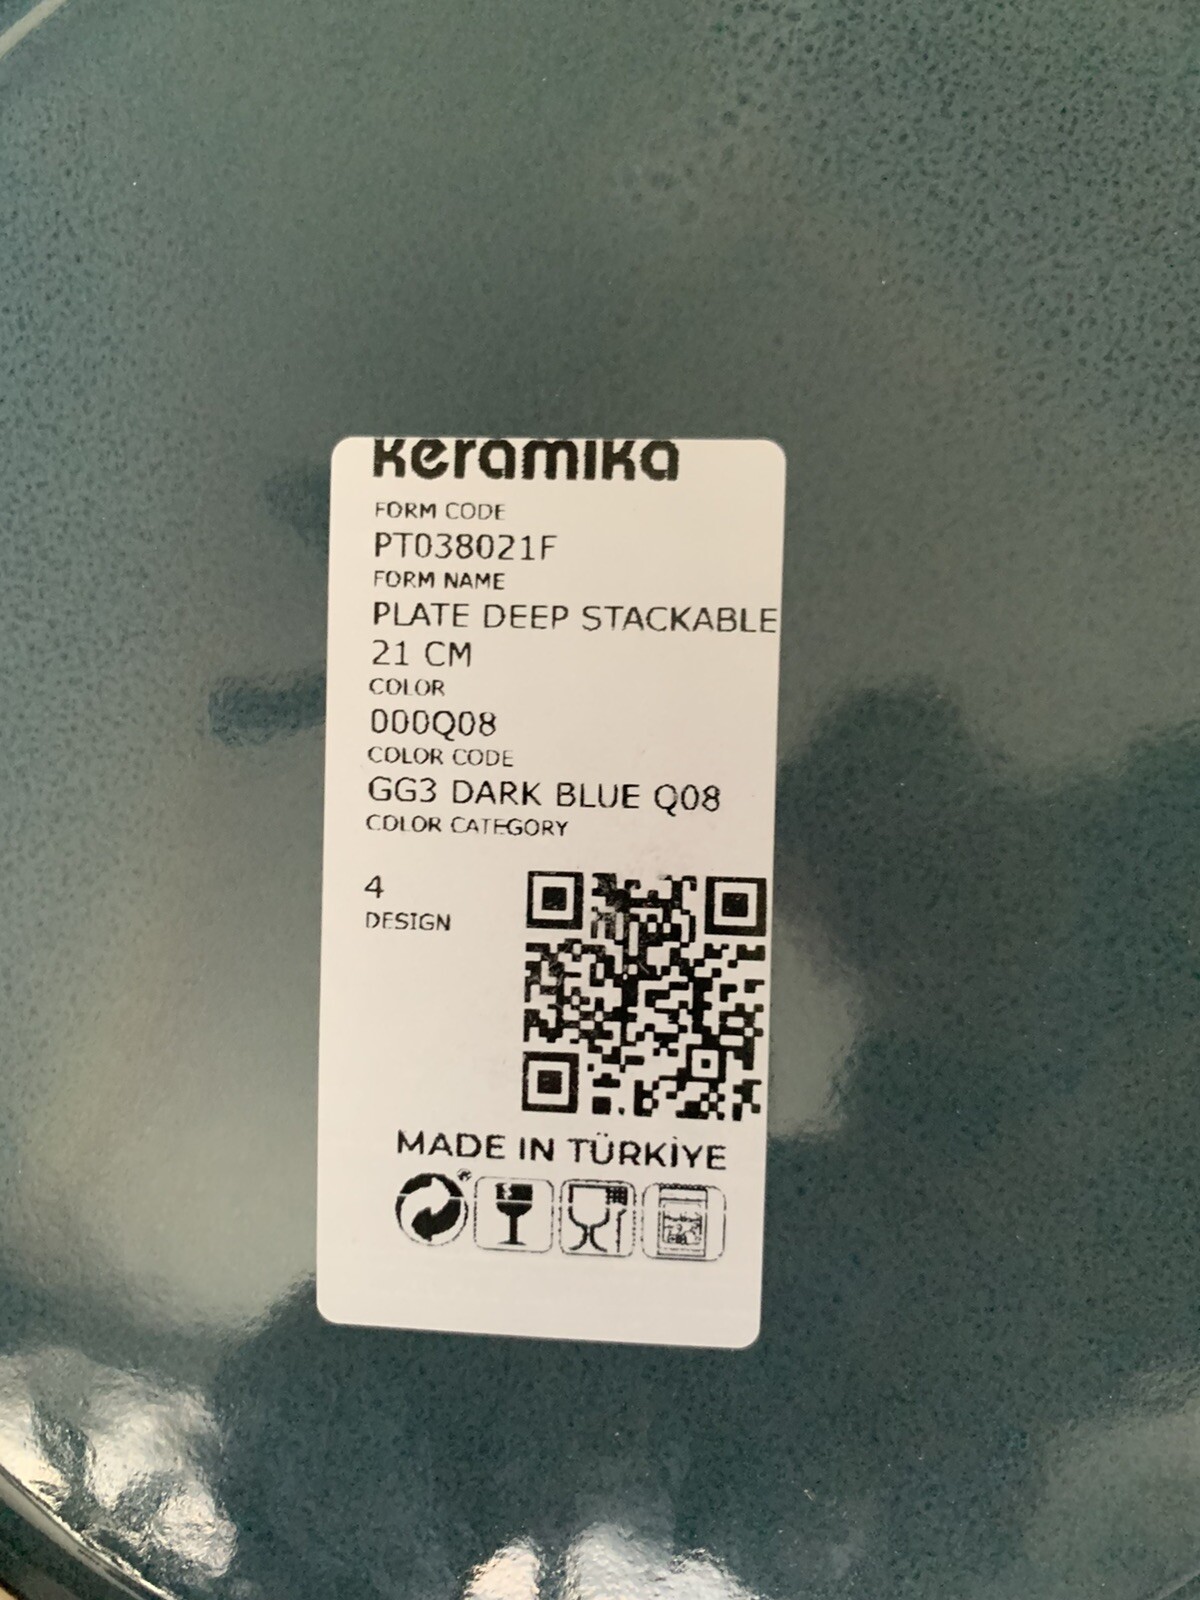 keramika
FORM CODE
PT038021F
FORM NAME
PLATE DEEP STACKABLE
21 CM
COLOR
000Q08
COLOR CODE
GG3 DARK BLUE Q08
COLOR CATEGORY
4
DESIGN
MADE IN TÜRKİYE